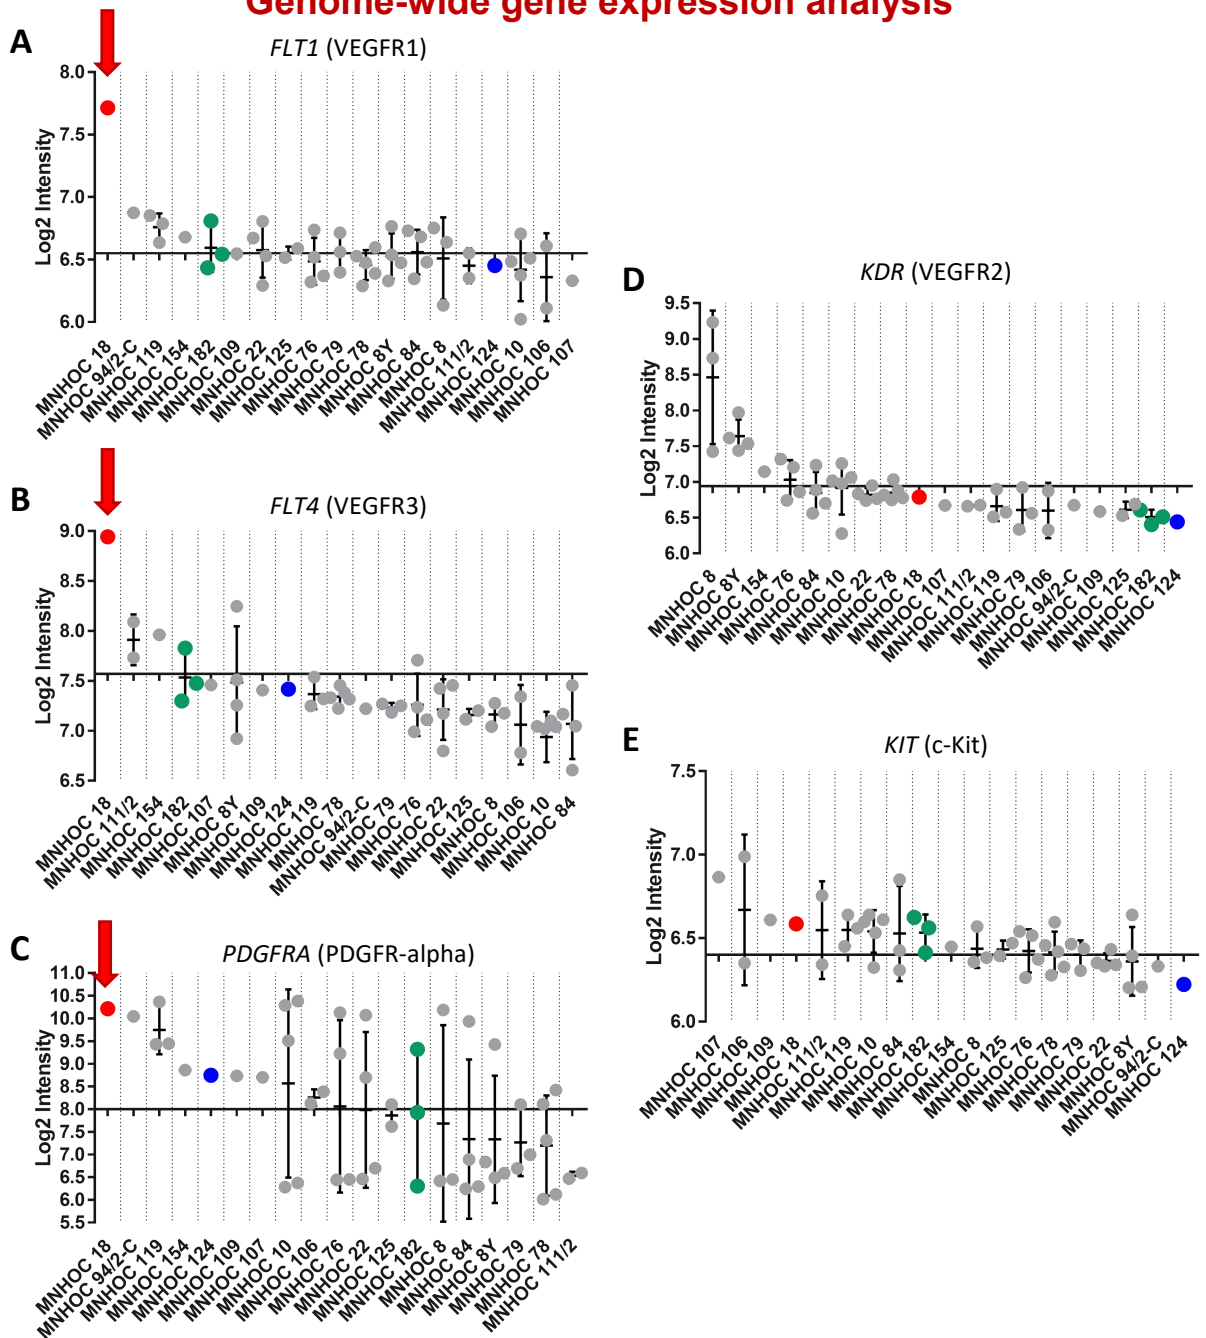 Genome-wide gene expression analysis
A
FLT1 (VEGFR1)
Log2 Intensity
8.0
7.5
7.0
6.5
6.0
MNHOC 18
MNHOC 94/2-C
MNHOC 119
MNHOC 154
MNHOC 182
MNHOC 109
MNHOC 22
MNHOC 125
MNHOC 76
MNHOC 79
MNHOC 78
MNHOC 8Y
MNHOC 84
MNHOC 8
MNHOC 111/2
MNHOC 124
MNHOC 10
MNHOC 106
MNHOC 107
B
FLT4 (VEGFR3)
Log2 Intensity
9.0
8.5
8.0
7.5
7.0
6.5
MNHOC 18
MNHOC 111/2
MNHOC 154
MNHOC 182
MNHOC 107
MNHOC 8Y
MNHOC 109
MNHOC 124
MNHOC 119
MNHOC 78
MNHOC 94/2-C
MNHOC 79
MNHOC 76
MNHOC 22
MNHOC 125
MNHOC 8
MNHOC 106
MNHOC 10
MNHOC 84
C
PDGFRA (PDGFR-alpha)
Log2 Intensity
11.0
10.5
10.0
9.5
9.0
8.5
8.0
7.5
7.0
6.5
6.0
5.5
MNHOC 18
MNHOC 94/2-C
MNHOC 119
MNHOC 154
MNHOC 124
MNHOC 109
MNHOC 107
MNHOC 10
MNHOC 106
MNHOC 76
MNHOC 22
MNHOC 125
MNHOC 182
MNHOC 8
MNHOC 84
MNHOC 8Y
MNHOC 79
MNHOC 78
MNHOC 111/2
D
KDR (VEGFR2)
Log2 Intensity
9.5
9.0
8.5
8.0
7.5
7.0
6.5
6.0
MNHOC 8
MNHOC 8Y
MNHOC 154
MNHOC 76
MNHOC 84
MNHOC 10
MNHOC 22
MNHOC 78
MNHOC 18
MNHOC 107
MNHOC 111/2
MNHOC 119
MNHOC 79
MNHOC 106
MNHOC 94/2-C
MNHOC 109
MNHOC 125
MNHOC 182
MNHOC 124
E
KIT (c-Kit)
Log2 Intensity
7.5
7.0
6.5
6.0
MNHOC 107
MNHOC 106
MNHOC 109
MNHOC 18
MNHOC 111/2
MNHOC 119
MNHOC 10
MNHOC 84
MNHOC 182
MNHOC 154
MNHOC 8
MNHOC 125
MNHOC 76
MNHOC 78
MNHOC 79
MNHOC 22
MNHOC 8Y
MNHOC 94/2-C
MNHOC 124